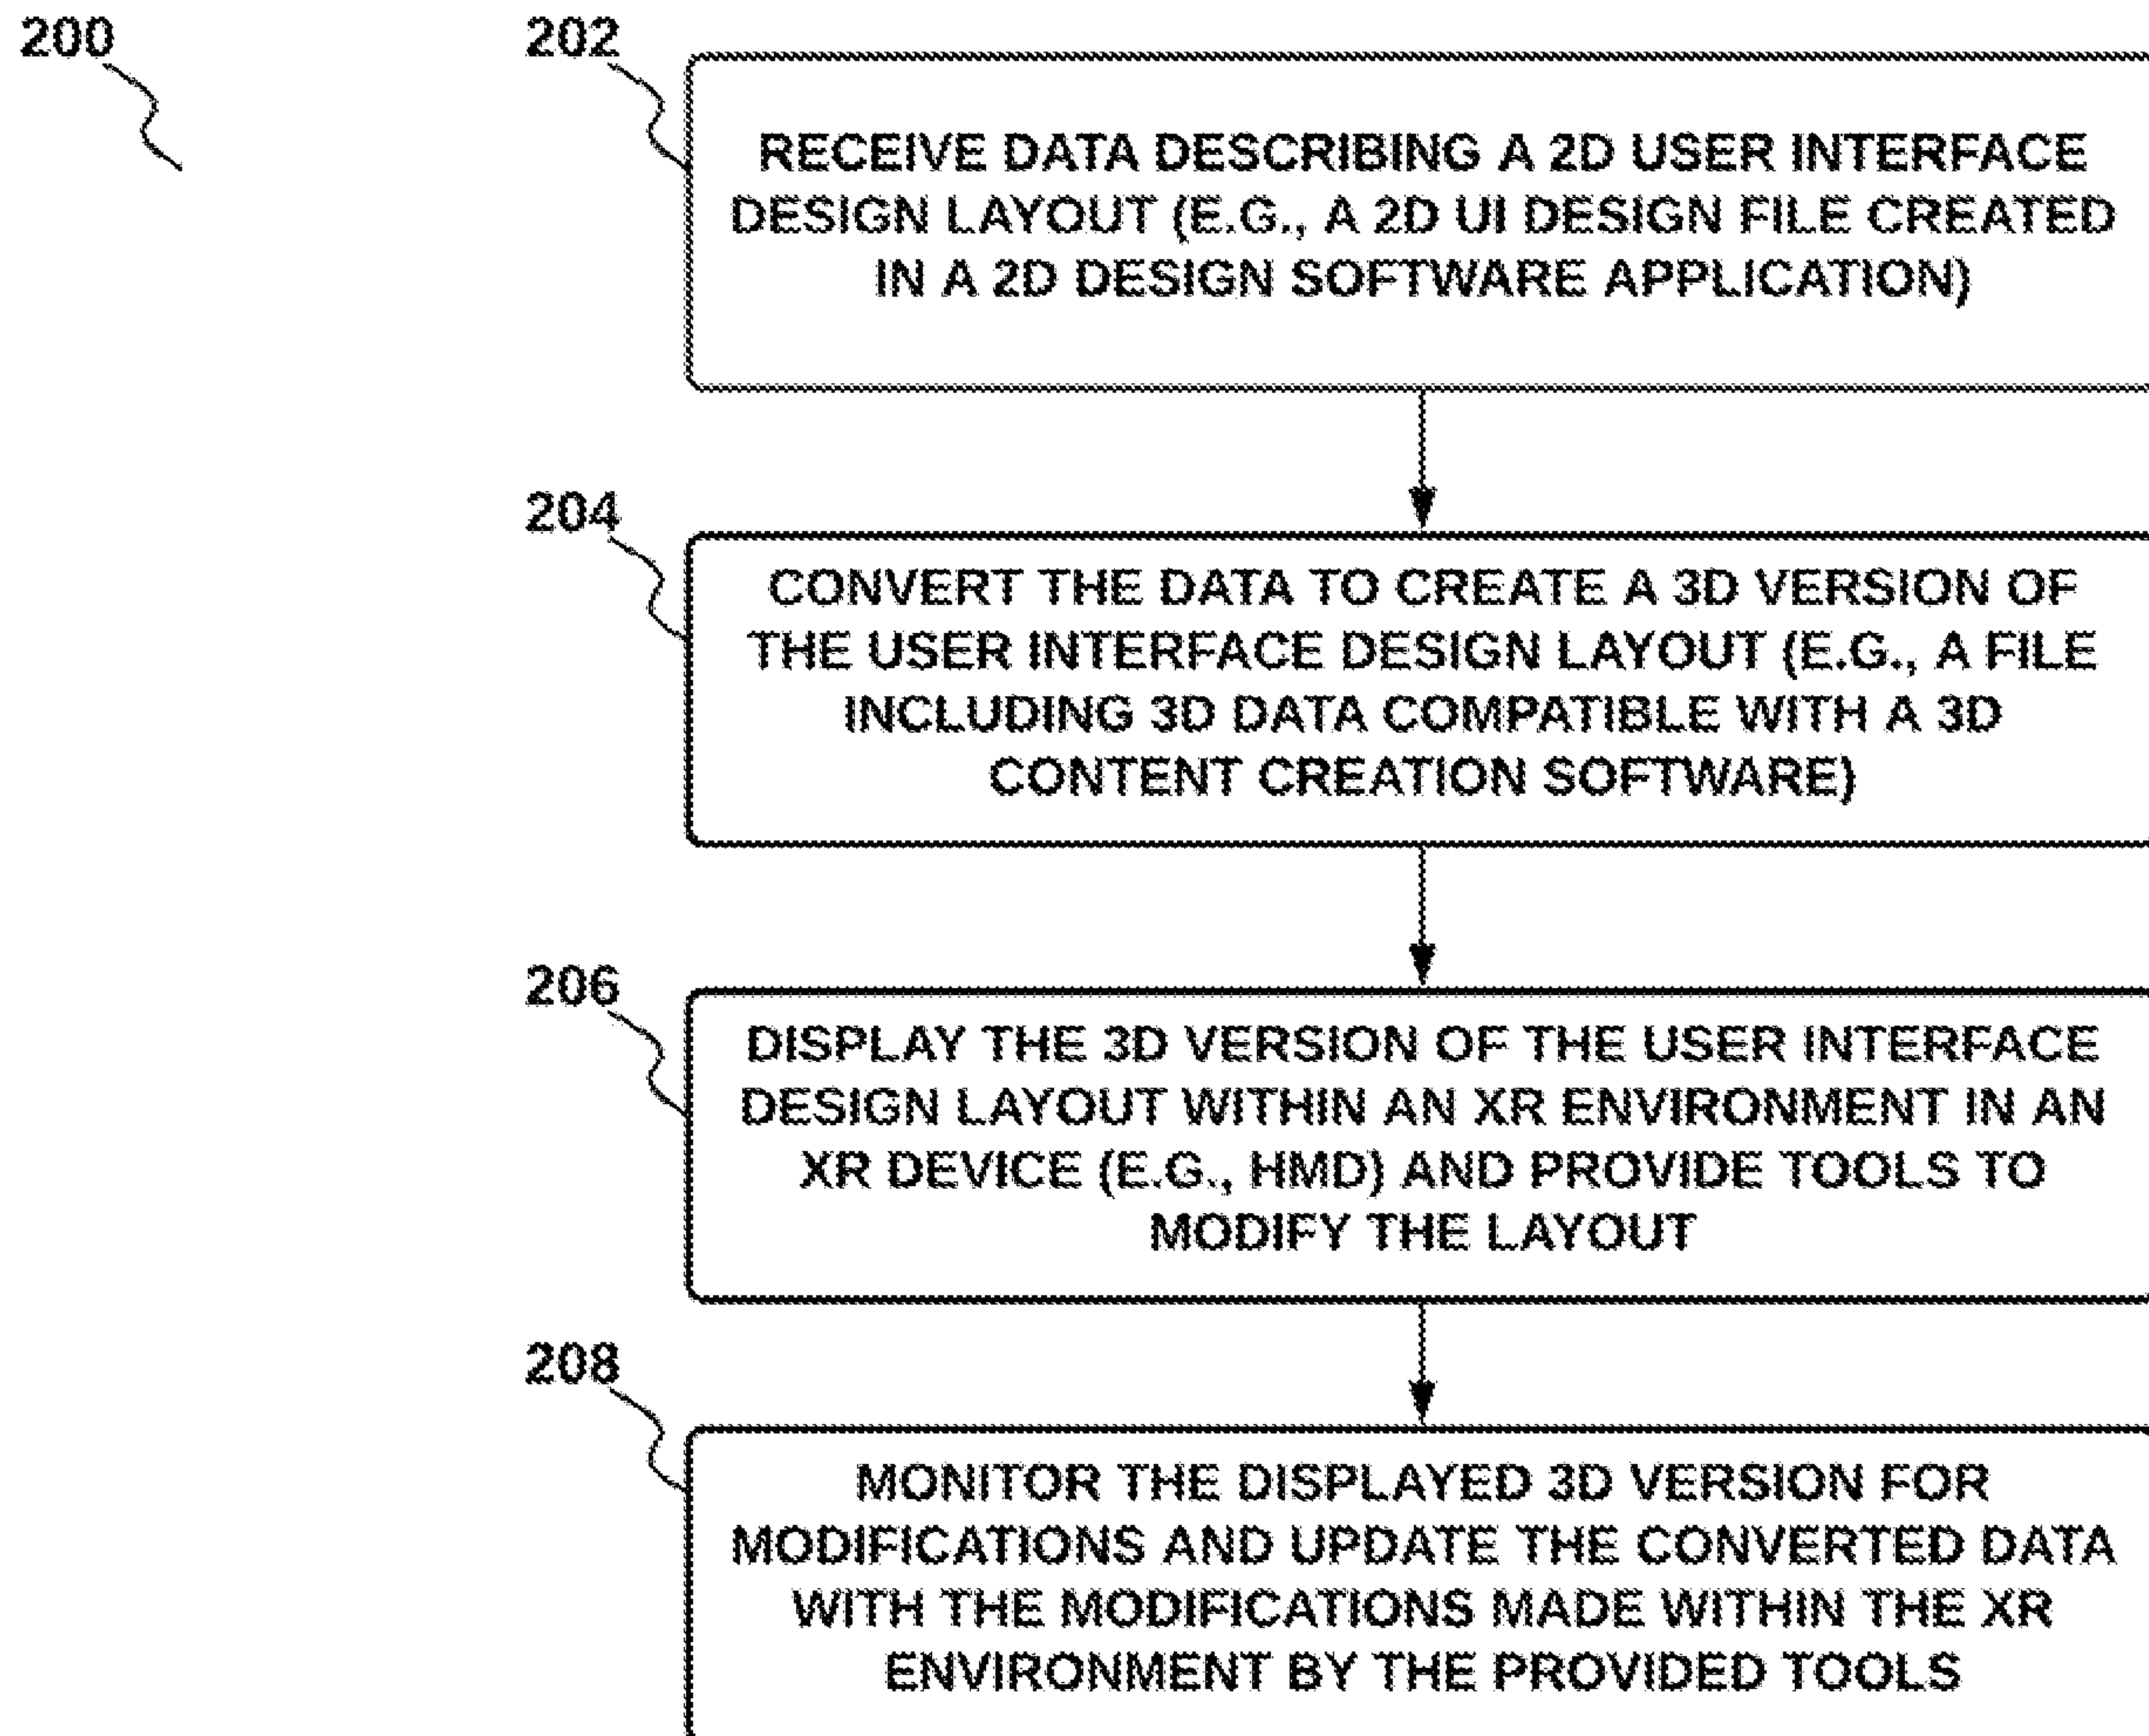 200
202
RECEIVE DATA DESCRIBING A 2D USER INTERFACE
DESIGN LAYOUT (E.G., A 2D UI DESIGN FILE CREATED
IN A 2D DESIGN SOFTWARE APPLICATION)
204
CONVERT THE DATA TO CREATE A 3D VERSION OF
THE USER INTERFACE DESIGN LAYOUT (E.G., A FILE
INCLUDING 3D DATA COMPATIBLE WITH A 3D
CONTENT CREATION SOFTWARE)
206
DISPLAY THE 3D VERSION OF THE USER INTERFACE
DESIGN LAYOUT WITHIN AN XR ENVIRONMENT IN AN
XR DEVICE (E.G., HMD) AND PROVIDE TOOLS TO
MODIFY THE LAYOUT
208
MONITOR THE DISPLAYED 3D VERSION FOR
MODIFICATIONS AND UPDATE THE CONVERTED DATA
WITH THE MODIFICATIONS MADE WITHIN THE XR
ENVIRONMENT BY THE PROVIDED TOOLS